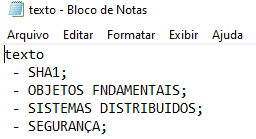 texto - Bloco de Notas
Arquivo Editar Formatar Exibir Ajuda
texto
- SHA1;
- OBJETOS FNDAMENTAIS;
- SISTEMAS DISTRIBUIDOS;
- SEGURANÇA;